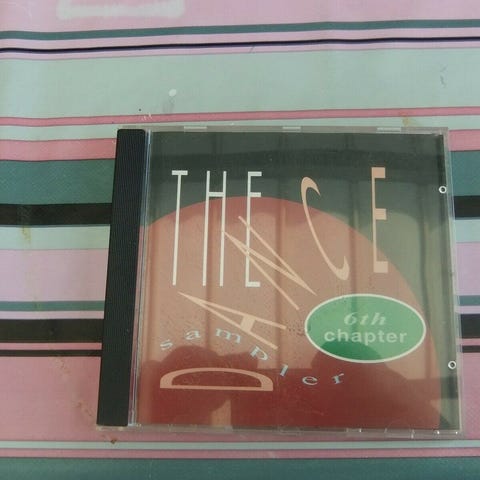 THE
DANCE
sampler
6th
chapter